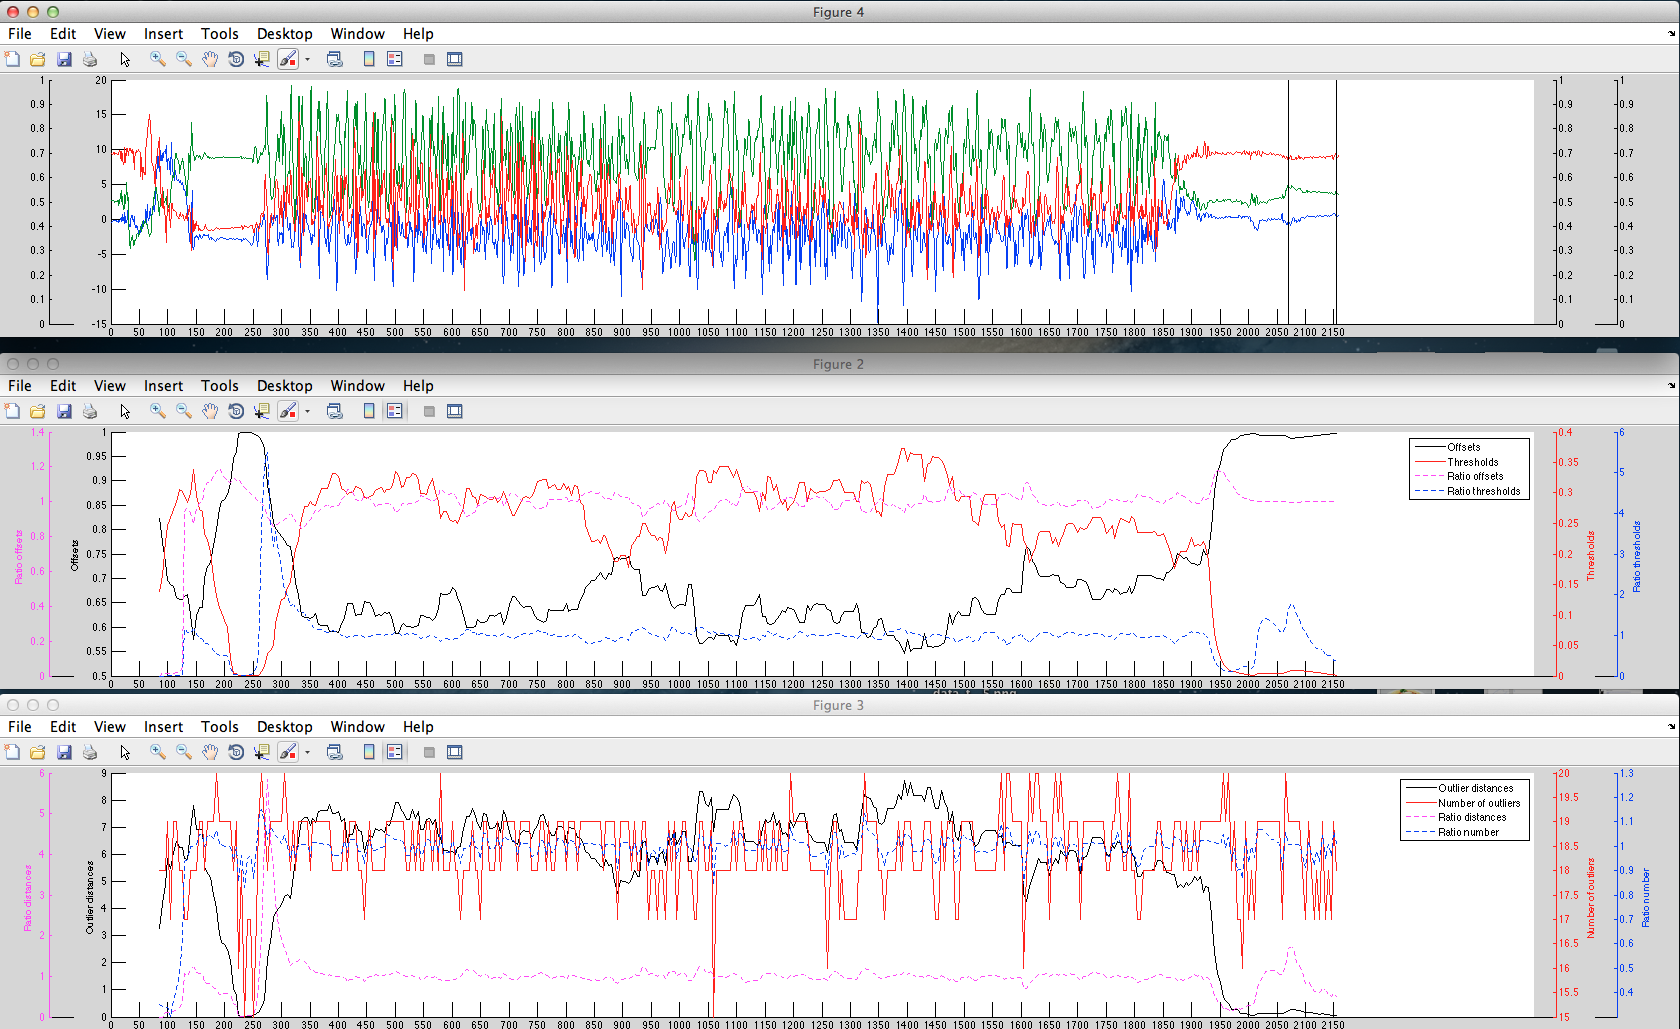 Figure 4
File Edit View Insert Tools Desktop Window Help
1 20 1 1
0.9 15 0.9 0.9
0.8 0.8 0.8
0.7 10 0.7 0.7
0.6 5 0.6 0.6
0.5 0.5 0.5
0.4 0 0.4 0.4
0.3 -5 0.3 0.3
0.2 0.2 0.2
0.1 -10 0.1 0.1
0 -15 0 0
0 50 100 150 200 250 300 350 400 450 500 550 600 650 700 750 800 850 900 950 1000 1050 1100 1150 1200 1250 1300 1350 1400 1450 1500 1550 1600 1650 1700 1750 1800 1850 1900 1950 2000 2050 2100 2150
Figure 2
File Edit View Insert Tools Desktop Window Help
1.4 1 0.4 6
1.2 0.95 0.35 5
1 0.9 0.3 4
0.8 0.85 0.25 3
0.6 0.8 0.2 2
0.4 0.75 0.15 1
0.2 0.7 0.1 0
0 0.65 0.05
0.6 0
0.55
0.5
Ratio offsets
Offsets
Offsets
Thresholds
Ratio offsets
Ratio thresholds
Thresholds
Ratio thresholds
0 50 100 150 200 250 300 350 400 450 500 550 600 650 700 750 800 850 900 950 1000 1050 1100 1150 1200 1250 1300 1350 1400 1450 1500 1550 1600 1650 1700 1750 1800 1850 1900 1950 2000 2050 2100 2150
Figure 3
File Edit View Insert Tools Desktop Window Help
6 9 20 1.3
5 8 19.5 1.2
4 7 19 1.1
3 6 18.5 1
2 5 18 0.9
1 4 17.5 0.8
0 3 17 0.7
2 16.5 0.6
1 16 0.5
0 15.5 0.4
15
Ratio distances
Outlier distances
Outlier distances
Number of outliers
Ratio distances
Ratio number
Number of outliers
Ratio number
0 50 100 150 200 250 300 350 400 450 500 550 600 650 700 750 800 850 900 950 1000 1050 1100 1150 1200 1250 1300 1350 1400 1450 1500 1550 1600 1650 1700 1750 1800 1850 1900 1950 2000 2050 2100 2150